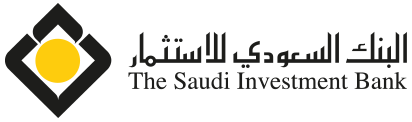 البنك السعودي للاستثمار
The Saudi Investment Bank